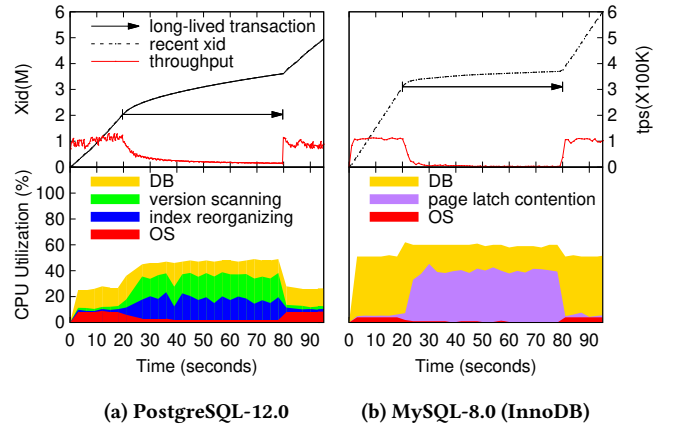 long-lived transaction
recent xid
throughput
Xid(M)
6
5
4
3
2
1
0
6
5
4
3
2
1
0
tps(X100K)
CPU Utilization (%)
100
80
60
40
20
0
DB
version scanning
index reorganizing
OS
DB
page latch contention
OS
0 10 20 30 40 50 60 70 80 90
0 10 20 30 40 50 60 70 80 90
Time (seconds)
Time (seconds)
(a) PostgreSQL-12.0
(b) MySQL-8.0 (InnoDB)